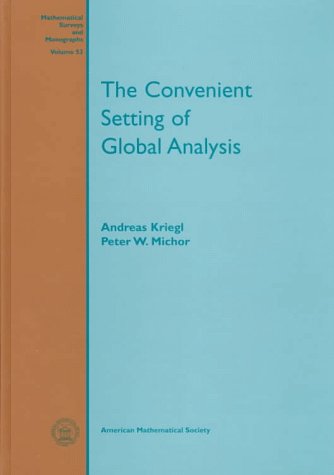 Mathematical
Surveys
and
Monographs
Volume 53
The Convenient
Setting of
Global Analysis
Andreas Kriegl
Peter W. Michor
American Mathematical Society